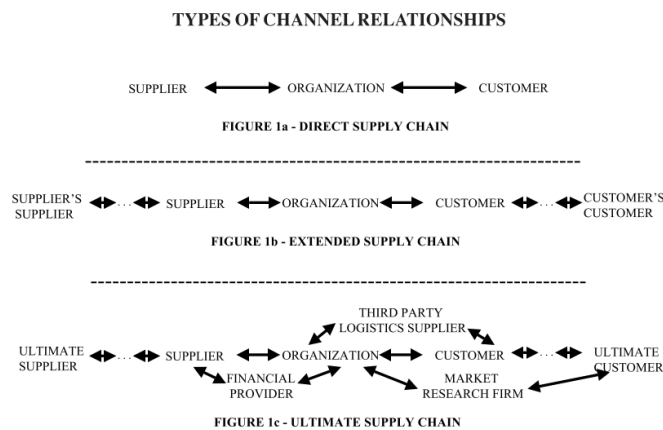 TYPES OF CHANNEL RELATIONSHIPS
SUPPLIER ORGANIZATION CUSTOMER
FIGURE 1a - DIRECT SUPPLY CHAIN
SUPPLIER'S
SUPPLIER
... SUPPLIER ORGANIZATION CUSTOMER ...
CUSTOMER'S
CUSTOMER
FIGURE 1b - EXTENDED SUPPLY CHAIN
THIRD PARTY
LOGISTICS SUPPLIER
ULTIMATE
SUPPLIER
... SUPPLIER ORGANIZATION CUSTOMER ...
ULTIMATE
CUSTOMER
FINANCIAL
PROVIDER
MARKET
RESEARCH FIRM
FIGURE 1c - ULTIMATE SUPPLY CHAIN